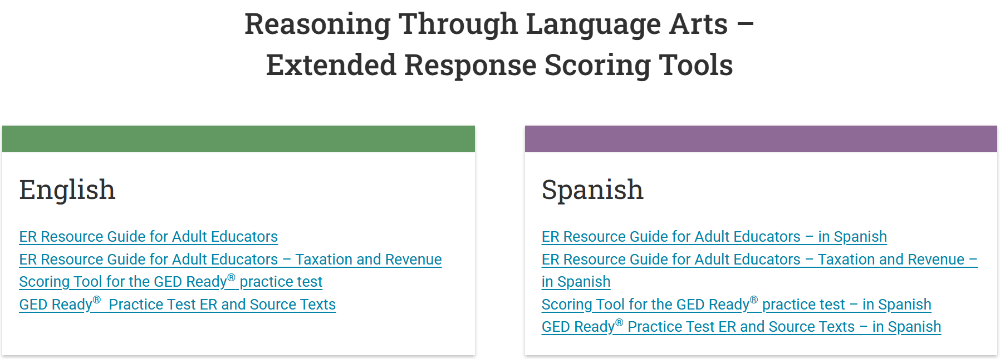 Reasoning Through Language Arts –
Extended Response Scoring Tools
English
ER Resource Guide for Adult Educators
ER Resource Guide for Adult Educators – Taxation and Revenue
Scoring Tool for the GED Ready® practice test
GED Ready® Practice Test ER and Source Texts
Spanish
ER Resource Guide for Adult Educators – in Spanish
ER Resource Guide for Adult Educators – Taxation and Revenue –
in Spanish
Scoring Tool for the GED Ready® practice test – in Spanish
GED Ready® Practice Test ER and Source Texts – in Spanish